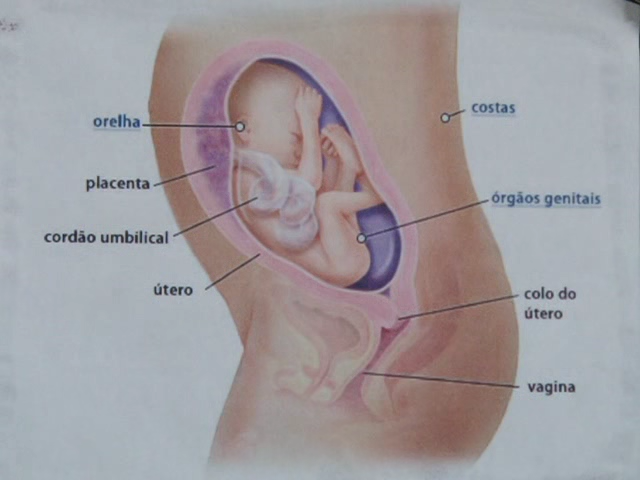 orelha
costas
placenta
órgãos genitais
cordão umbilical
útero
colo do
útero
vagina